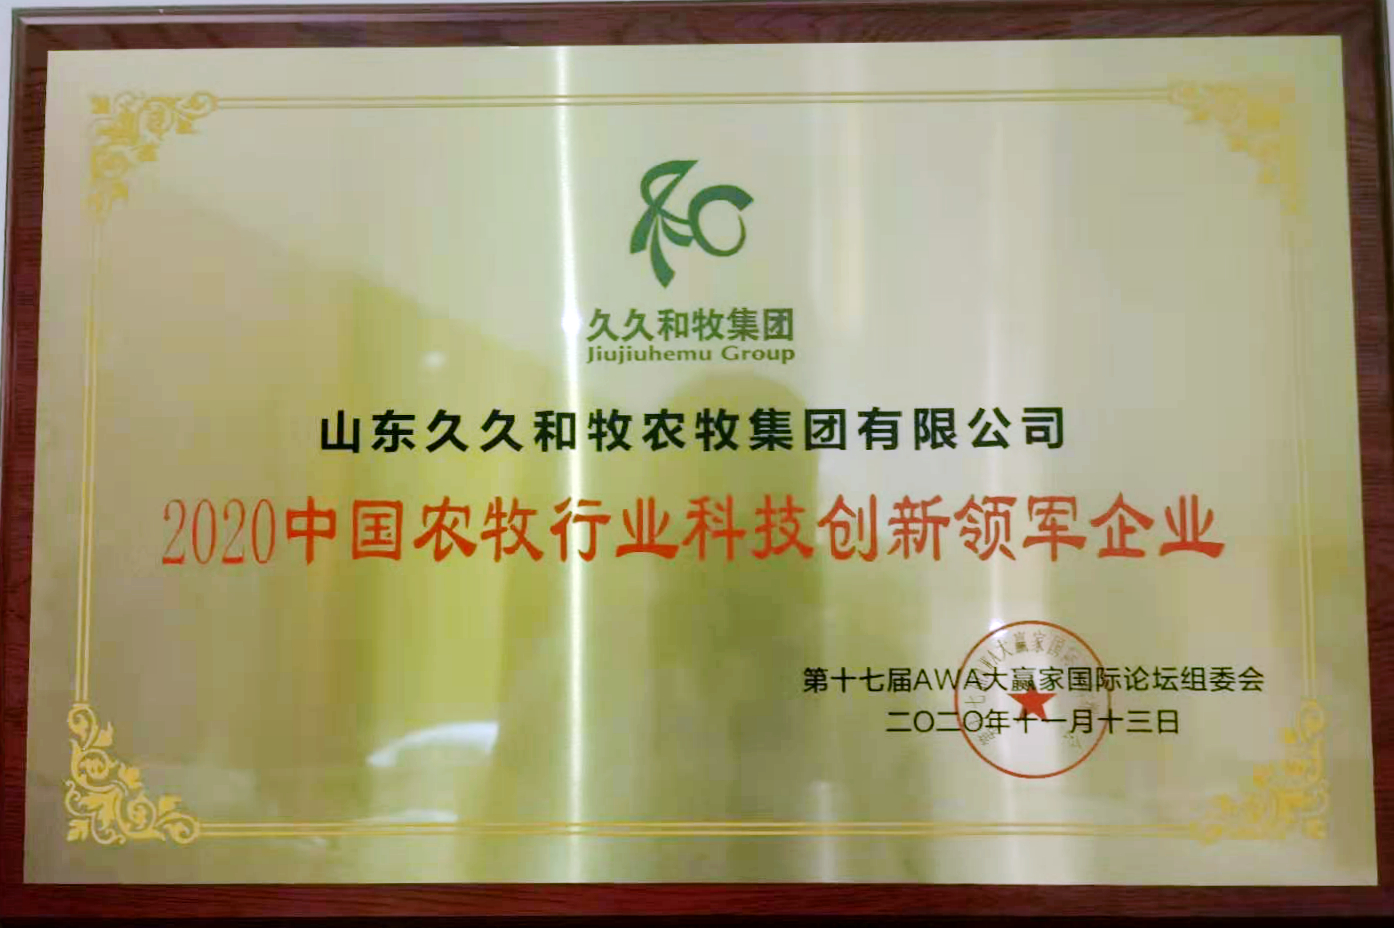 久久和牧集团
Jiujiuhemu Group
山东久久和牧农牧集团有限公司
2020中国农牧行业科技创新领军企业
第十七届AWA大赢家国际论坛组委会
二〇二〇年十一月十三日